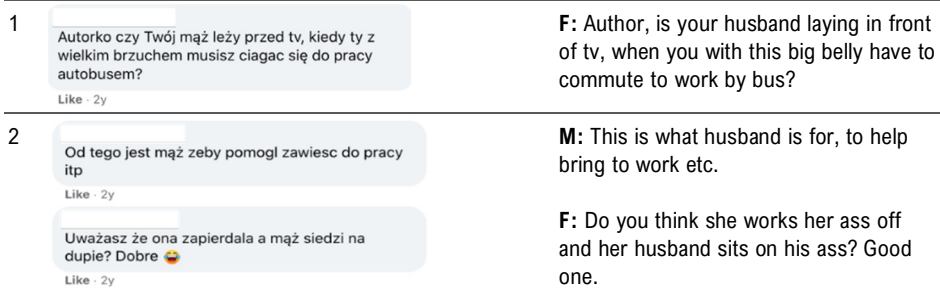 1
Autorko czy Twój mąż leży przed tv, kiedy ty z
wielkim brzuchem musisz ciagac się do pracy
autobusem?
Like · 2y
F: Author, is your husband laying in front
of tv, when you with this big belly have to
commute to work by bus?
2
Od tego jest mąż zeby pomogl zawiesc do pracy
itp
Like · 2y
Uważasz że ona zapierdala a mąż siedzi na
dupie? Dobre 😂
Like · 2y
M: This is what husband is for, to help
bring to work etc.
F: Do you think she works her ass off
and her husband sits on his ass? Good
one.